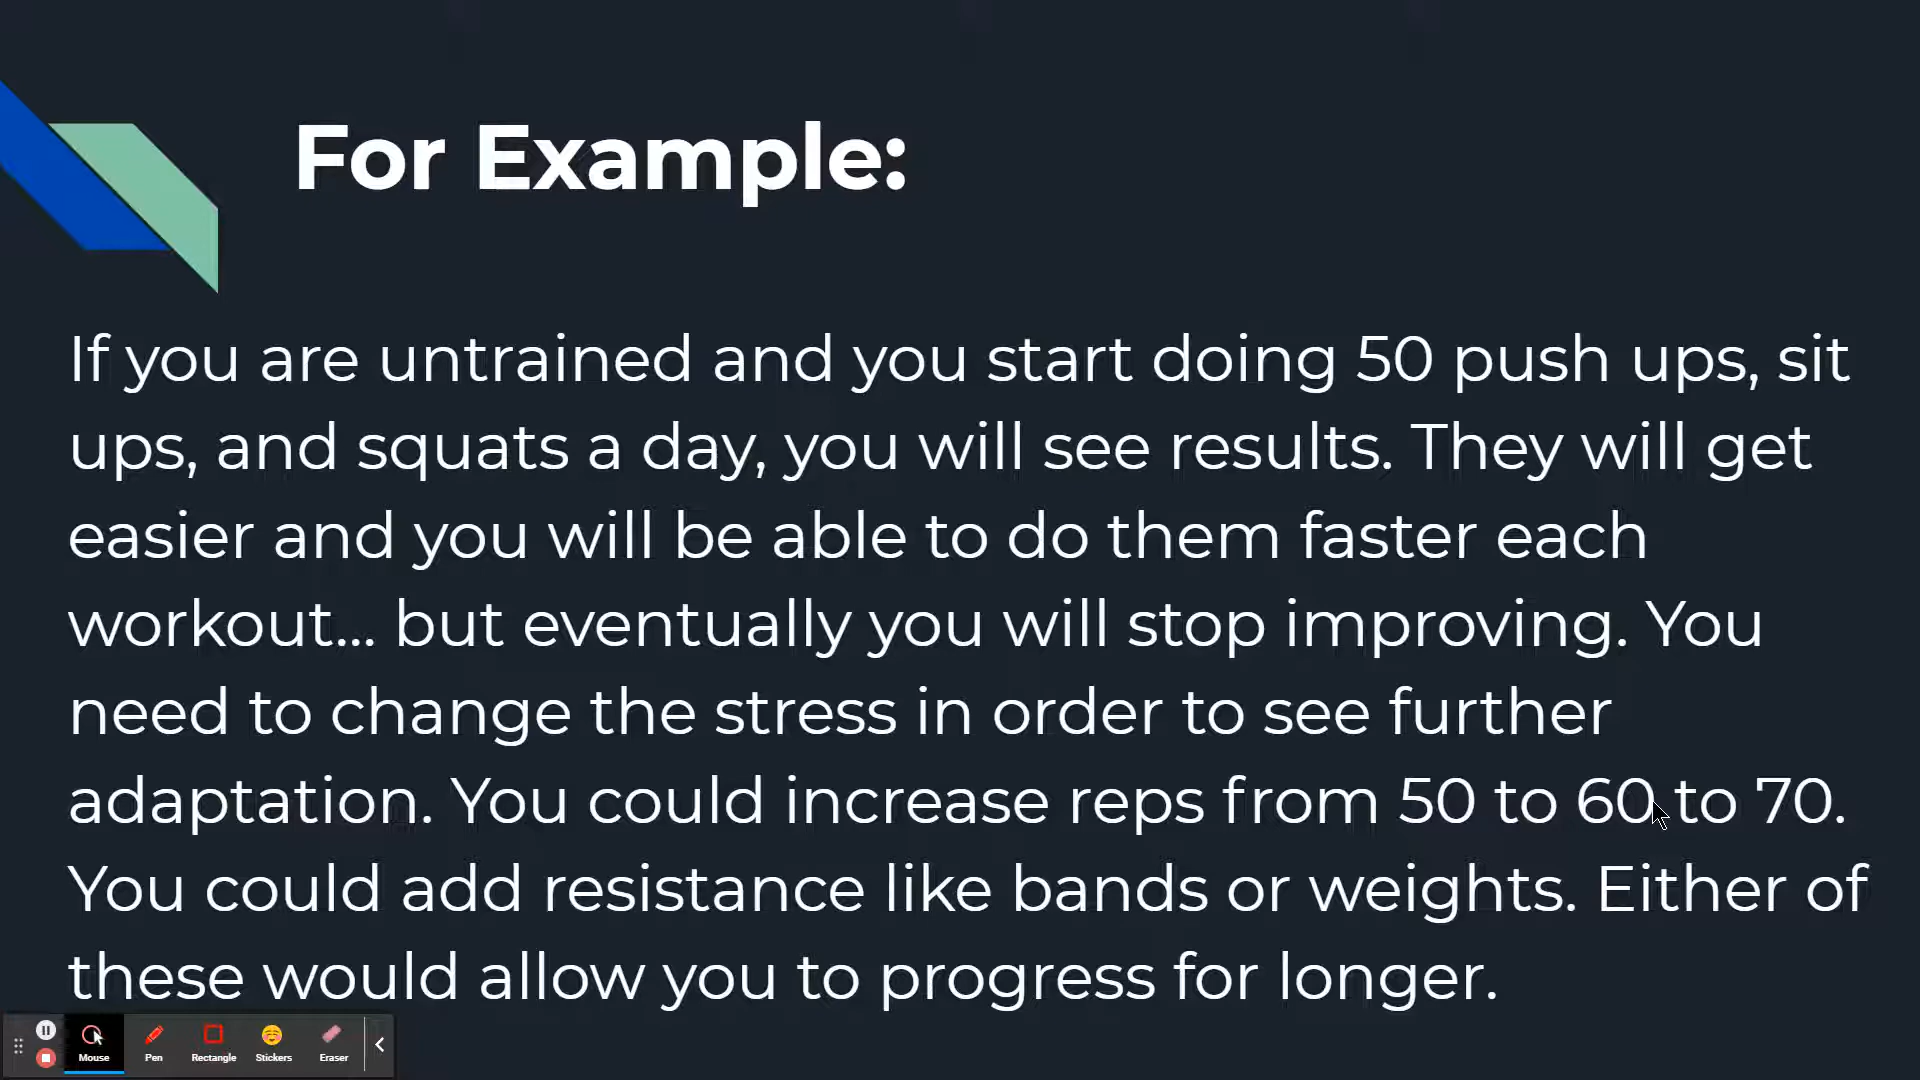 For Example:
If you are untrained and you start doing 50 push ups, sit
ups, and squats a day, you will see results. They will get
easier and you will be able to do them faster each
workout... but eventually you will stop improving. You
need to change the stress in order to see further
adaptation. You could increase reps from 50 to 60 to 70.
You could add resistance like bands or weights. Either of
these would allow you to progress for longer.
Mouse Pen Rectangle Stickers Eraser